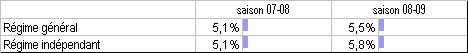 saison 07-08 saison 08-09
Régime général 5,1% 5,5%
Régime indépendant 5,1% 5,8%